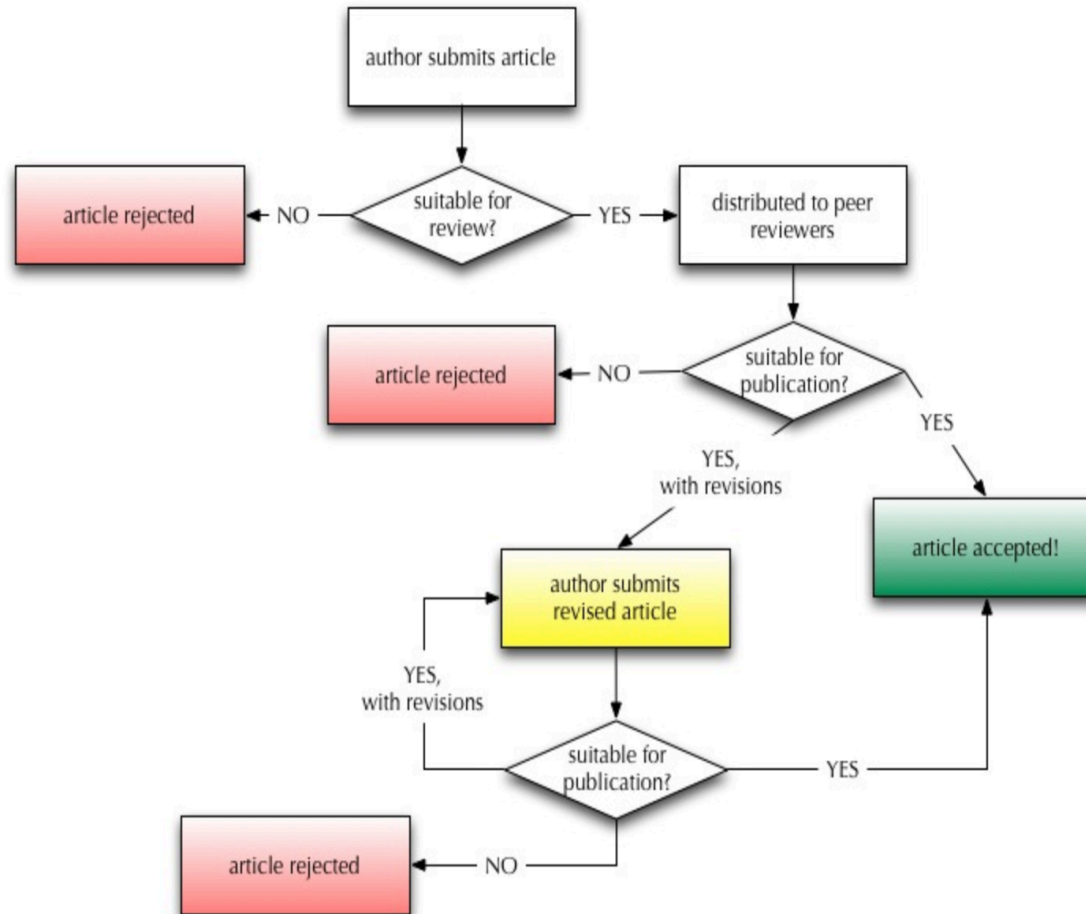 author submits article
article rejected
NO
suitable for
review?
YES
distributed to peer
reviewers
article rejected
NO
suitable for
publication?
YES
YES,
with revisions
article accepted!
author submits
revised article
YES,
with revisions
suitable for
publication?
YES
article rejected
NO